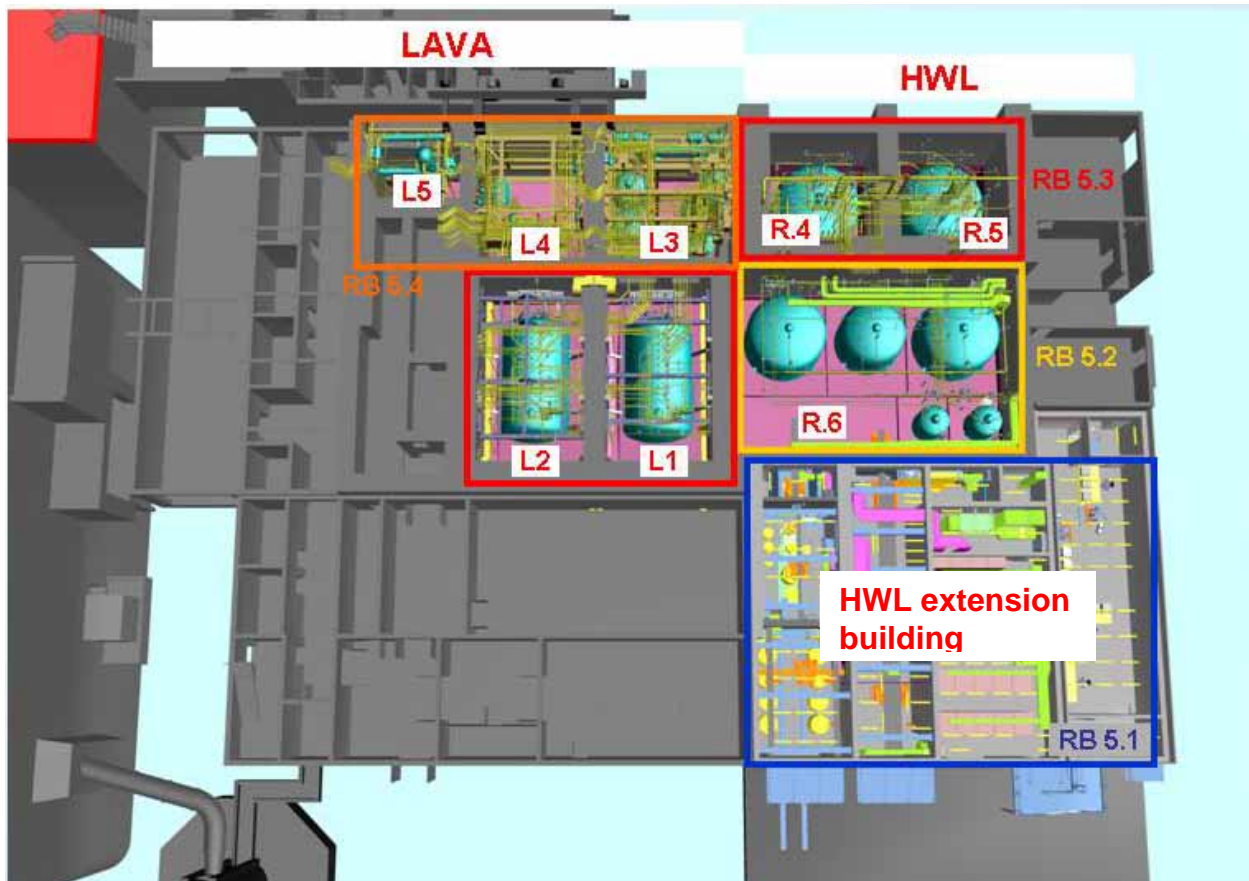 LAVA
HWL
L5
L4
L3
R.4
R.5
RB 5.3
RB 5.4
RB 5.2
R.6
L2
L1
HWL extension
building
RB 5.1